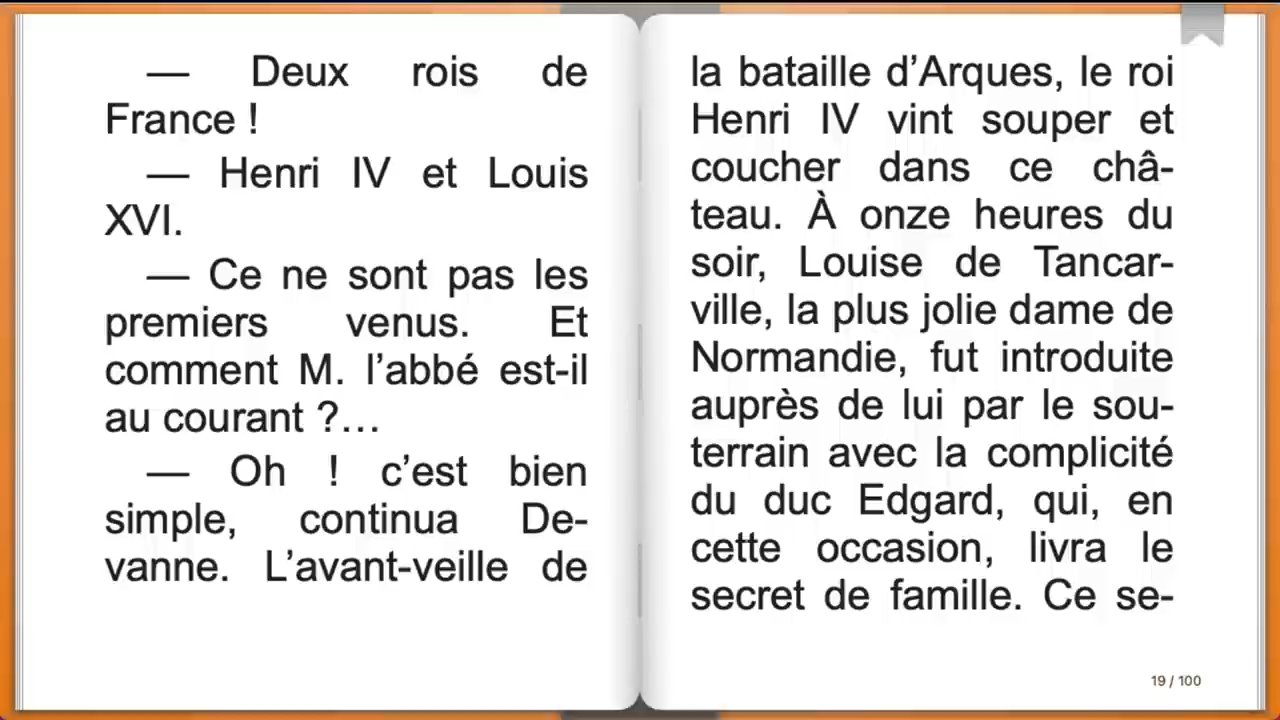 — Deux rois de
France !
— Henri IV et Louis
XVI.
— Ce ne sont pas les
premiers venus. Et
comment M. l’abbé est-il
au courant ?…
— Oh ! c’est bien
simple, continua De-
vanne. L’avant-veille de
la bataille d’Arques, le roi
Henri IV vint souper et
coucher dans ce châ-
teau. À onze heures du
soir, Louise de Tancar-
ville, la plus jolie dame de
Normandie, fut introduite
auprès de lui par le sou-
terrain avec la complicité
du duc Edgard, qui, en
cette occasion, livra le
secret de famille. Ce se-
19 / 100